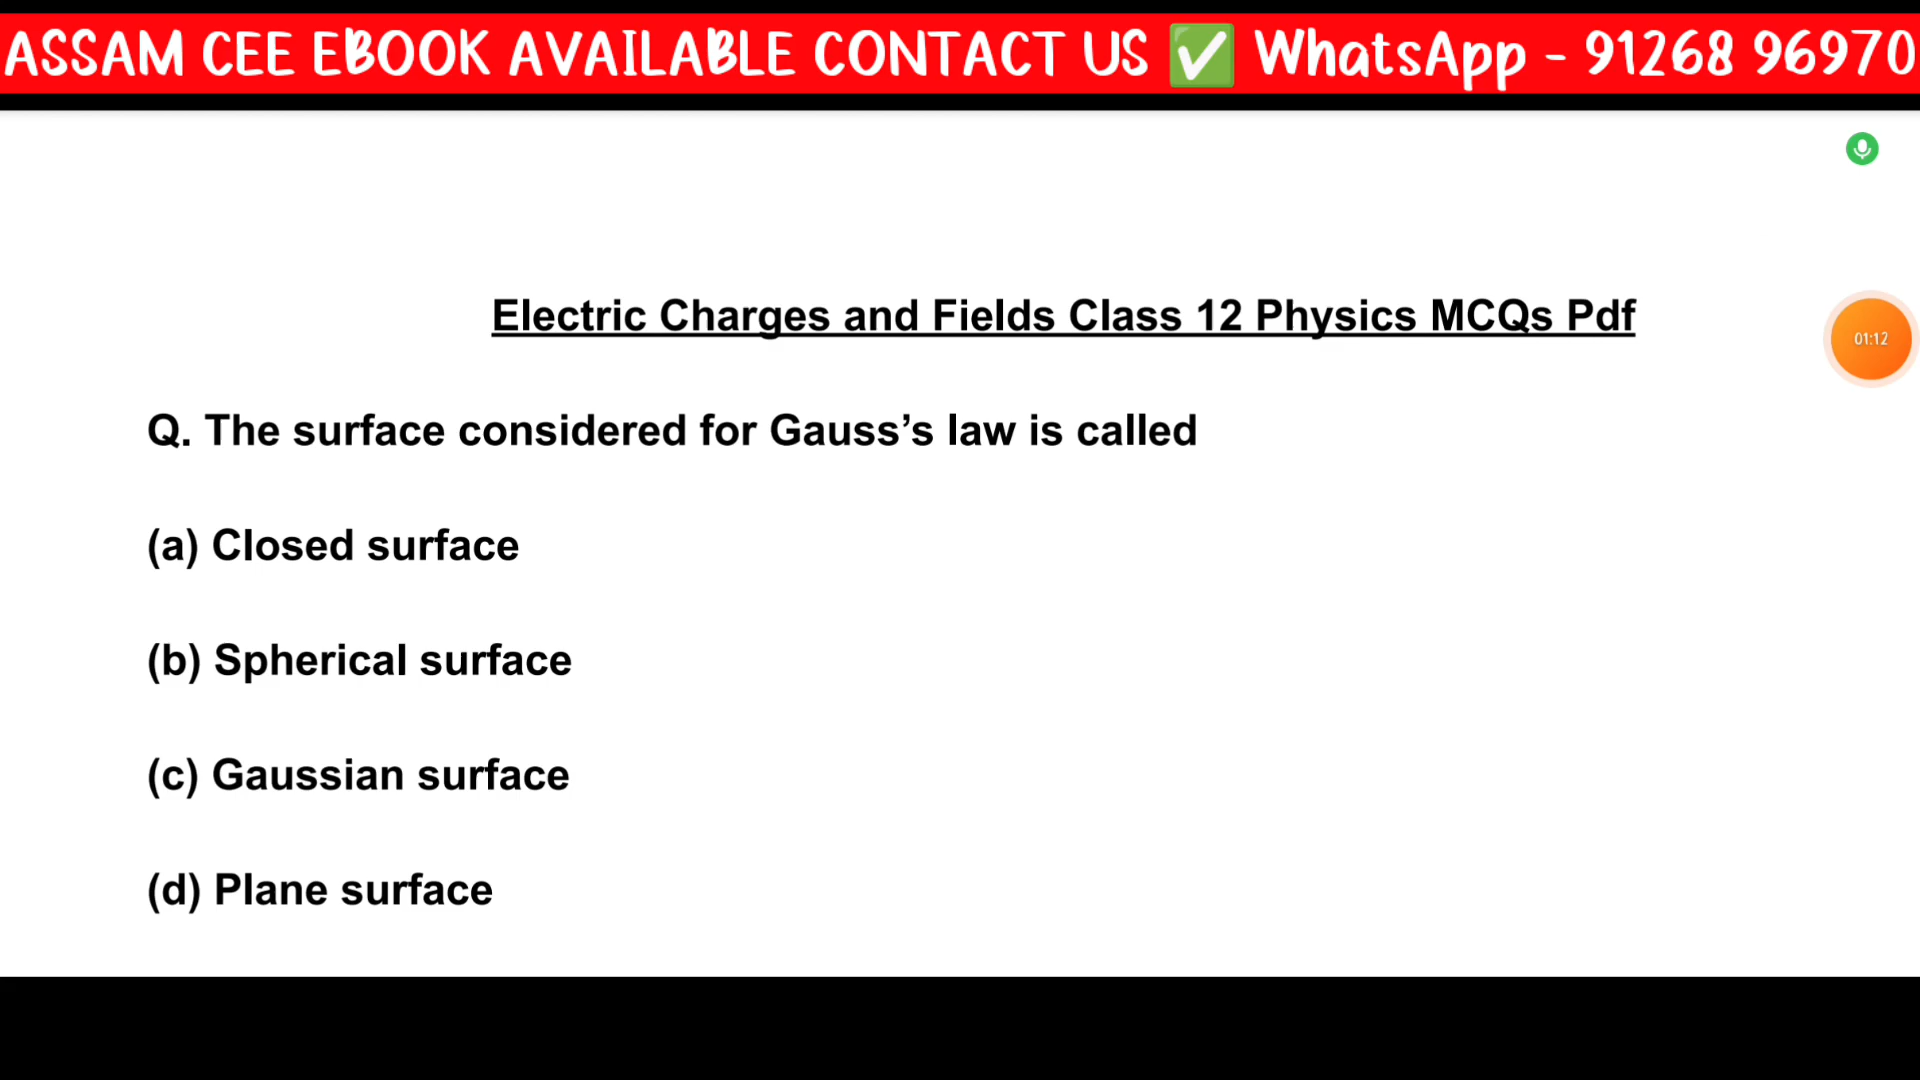 ASSAM CEE EBOOK AVAILABLE CONTACT US ✅ WhatsApp - 91268 96970
Electric Charges and Fields Class 12 Physics MCQs Pdf
01:12
Q. The surface considered for Gauss’s law is called
(a) Closed surface
(b) Spherical surface
(c) Gaussian surface
(d) Plane surface